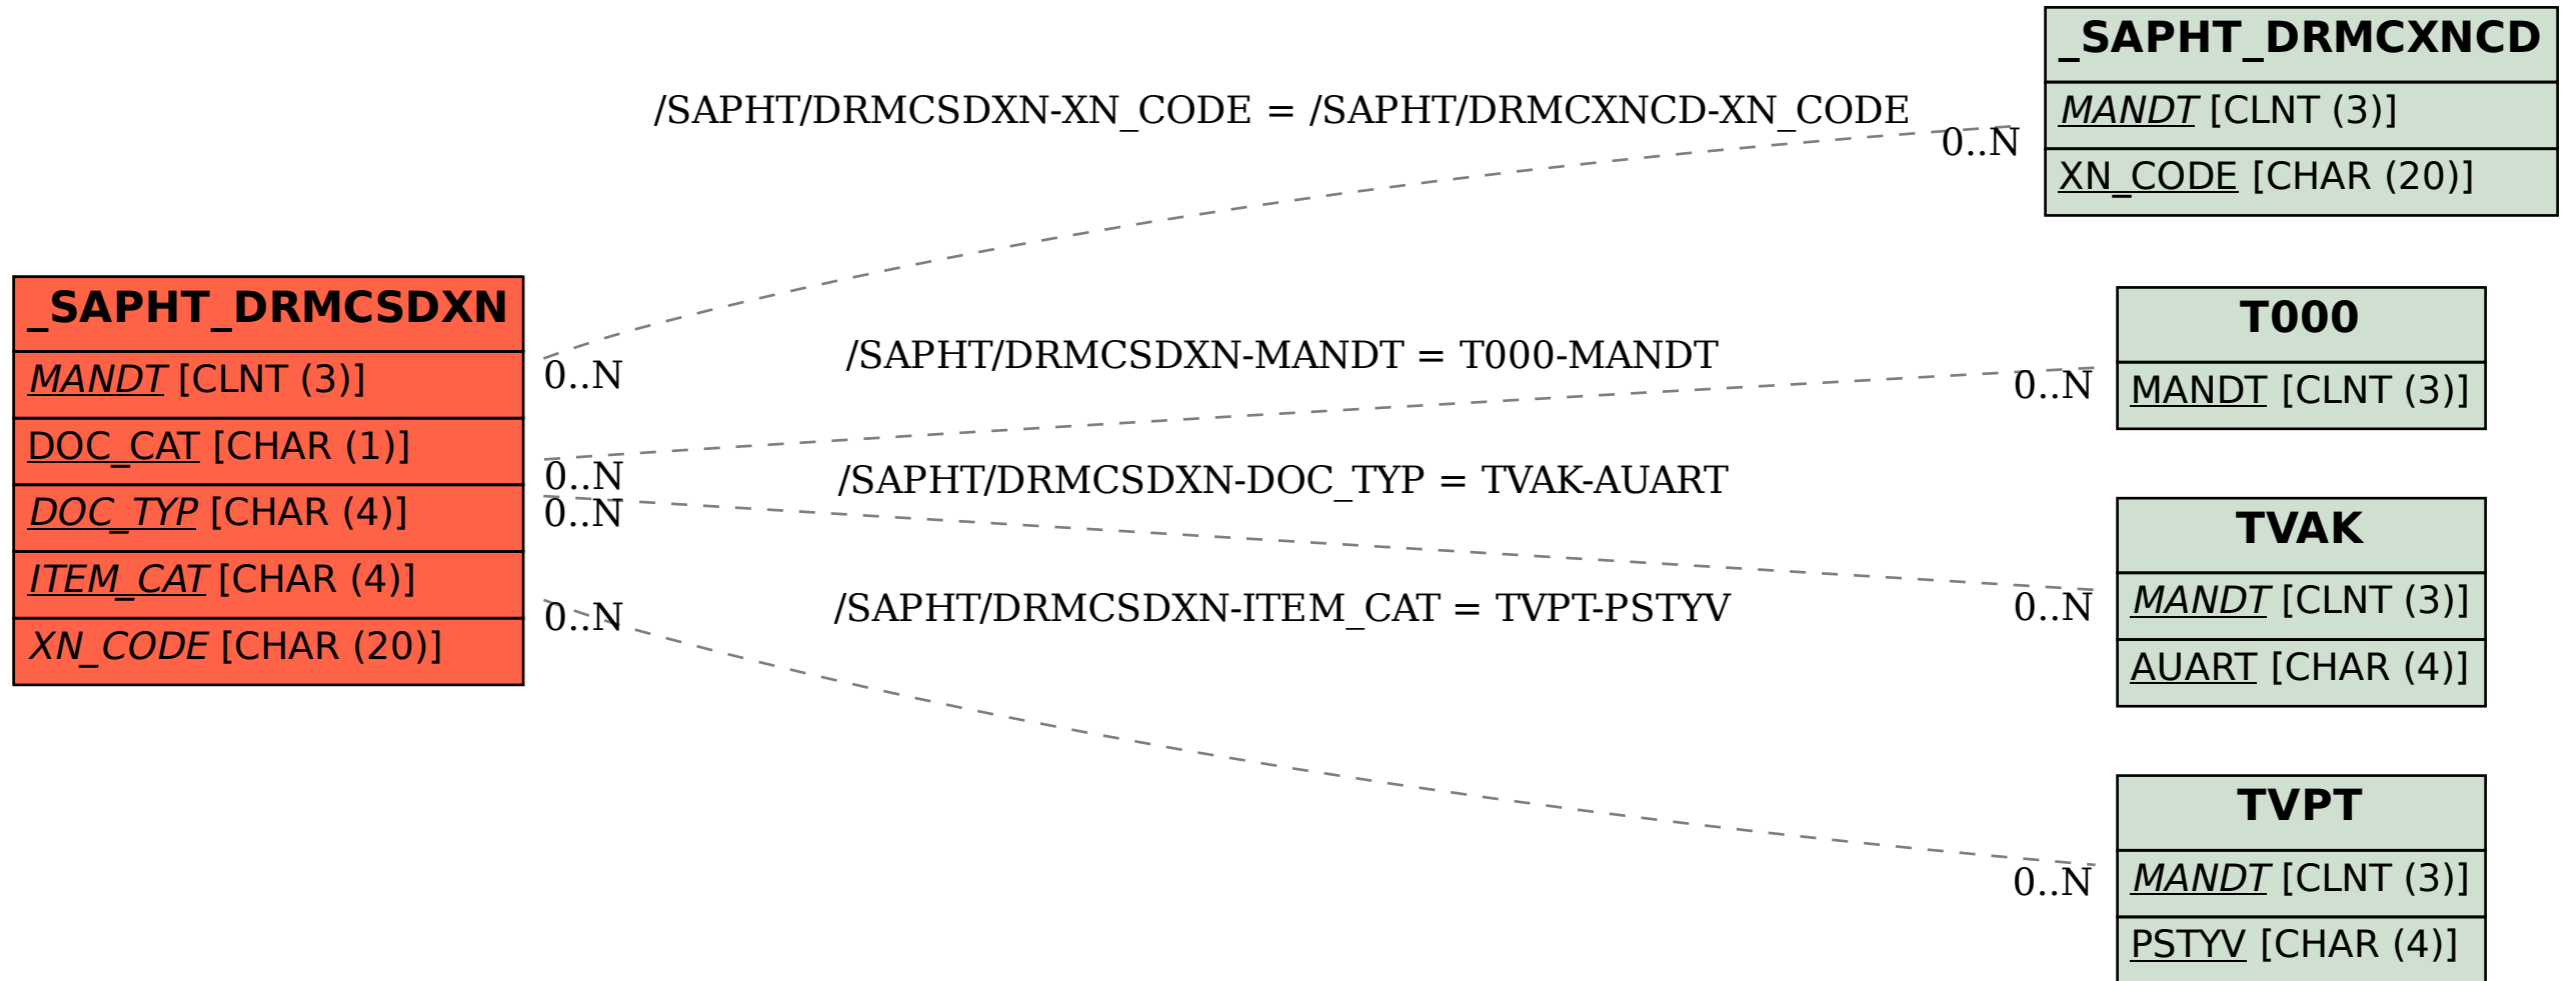 _SAPHT_DRMCXNCD
MANDT [CLNT (3)]
XN_CODE [CHAR (20)]
/SAPHT/DRMCSDXN-XN_CODE = /SAPHT/DRMCXNCD-XN_CODE
0..N
0..N
_SAPHT_DRMCSDXN
MANDT [CLNT (3)]
DOC_CAT [CHAR (1)]
DOC_TYP [CHAR (4)]
ITEM_CAT [CHAR (4)]
XN_CODE [CHAR (20)]
/SAPHT/DRMCSDXN-MANDT = T000-MANDT
0..N
0..N
T000
MANDT [CLNT (3)]
/SAPHT/DRMCSDXN-DOC_TYP = TVAK-AUART
0..N
0..N
TVAK
MANDT [CLNT (3)]
AUART [CHAR (4)]
/SAPHT/DRMCSDXN-ITEM_CAT = TVPT-PSTYV
0..N
0..N
TVPT
MANDT [CLNT (3)]
PSTYV [CHAR (4)]